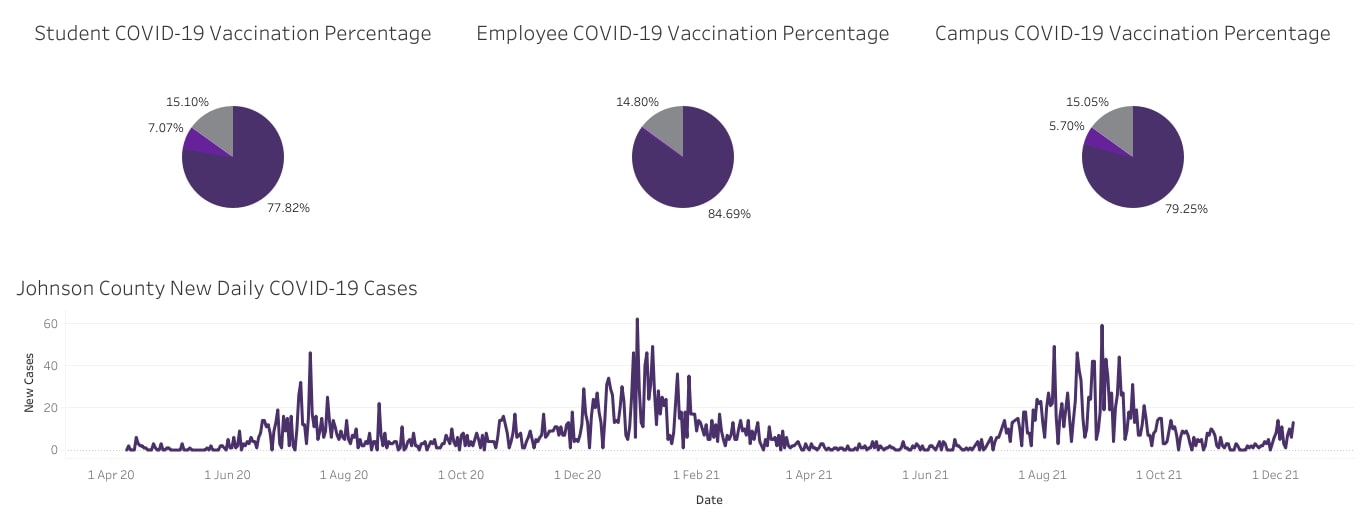 Student COVID-19 Vaccination Percentage
Employee COVID-19 Vaccination Percentage
Campus COVID-19 Vaccination Percentage
15.10%
7.07%
77.82%
14.80%
84.69%
15.05%
5.70%
79.25%
Johnson County New Daily COVID-19 Cases
New Cases
60
40
20
0
1 Apr 20
1 Jun 20
1 Aug 20
1 Oct 20
1 Dec 20
1 Feb 21
1 Apr 21
1 Jun 21
1 Aug 21
1 Oct 21
1 Dec 21
Date